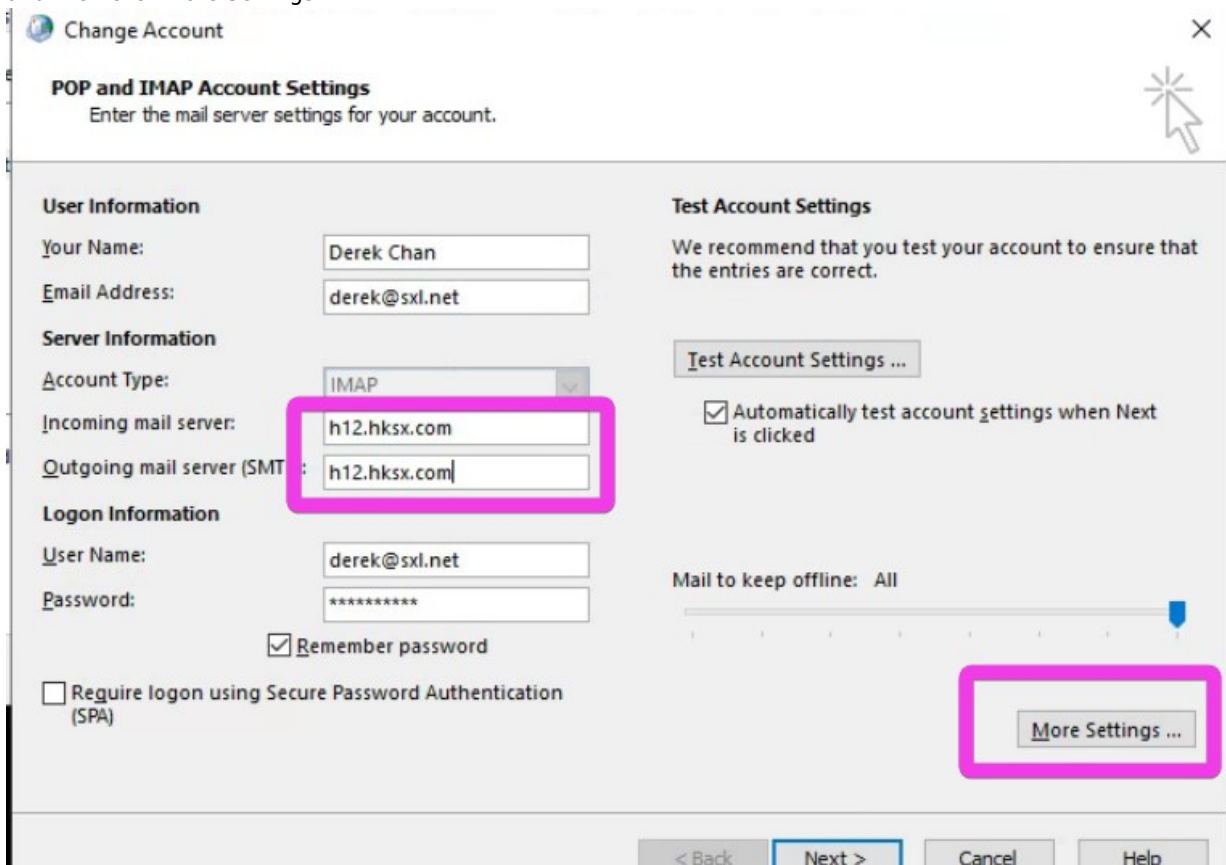 Change Account
POP and IMAP Account Settings
Enter the mail server settings for your account.
User Information
Your Name:
Derek Chan
Email Address:
derek@sxl.net
Server Information
Account Type:
IMAP
Incoming mail server:
h12.hksx.com
Outgoing mail server (SMT
h12.hksx.com
Logon Information
User Name:
derek@sxl.net
Password:
**********
Remember password
Require logon using Secure Password Authentication
(SPA)
Test Account Settings
We recommend that you test your account to ensure that
the entries are correct.
Test Account Settings ...
Automatically test account settings when Next
is clicked
Mail to keep offline: All
More Settings ...
< Back
Next >
Cancel
Help